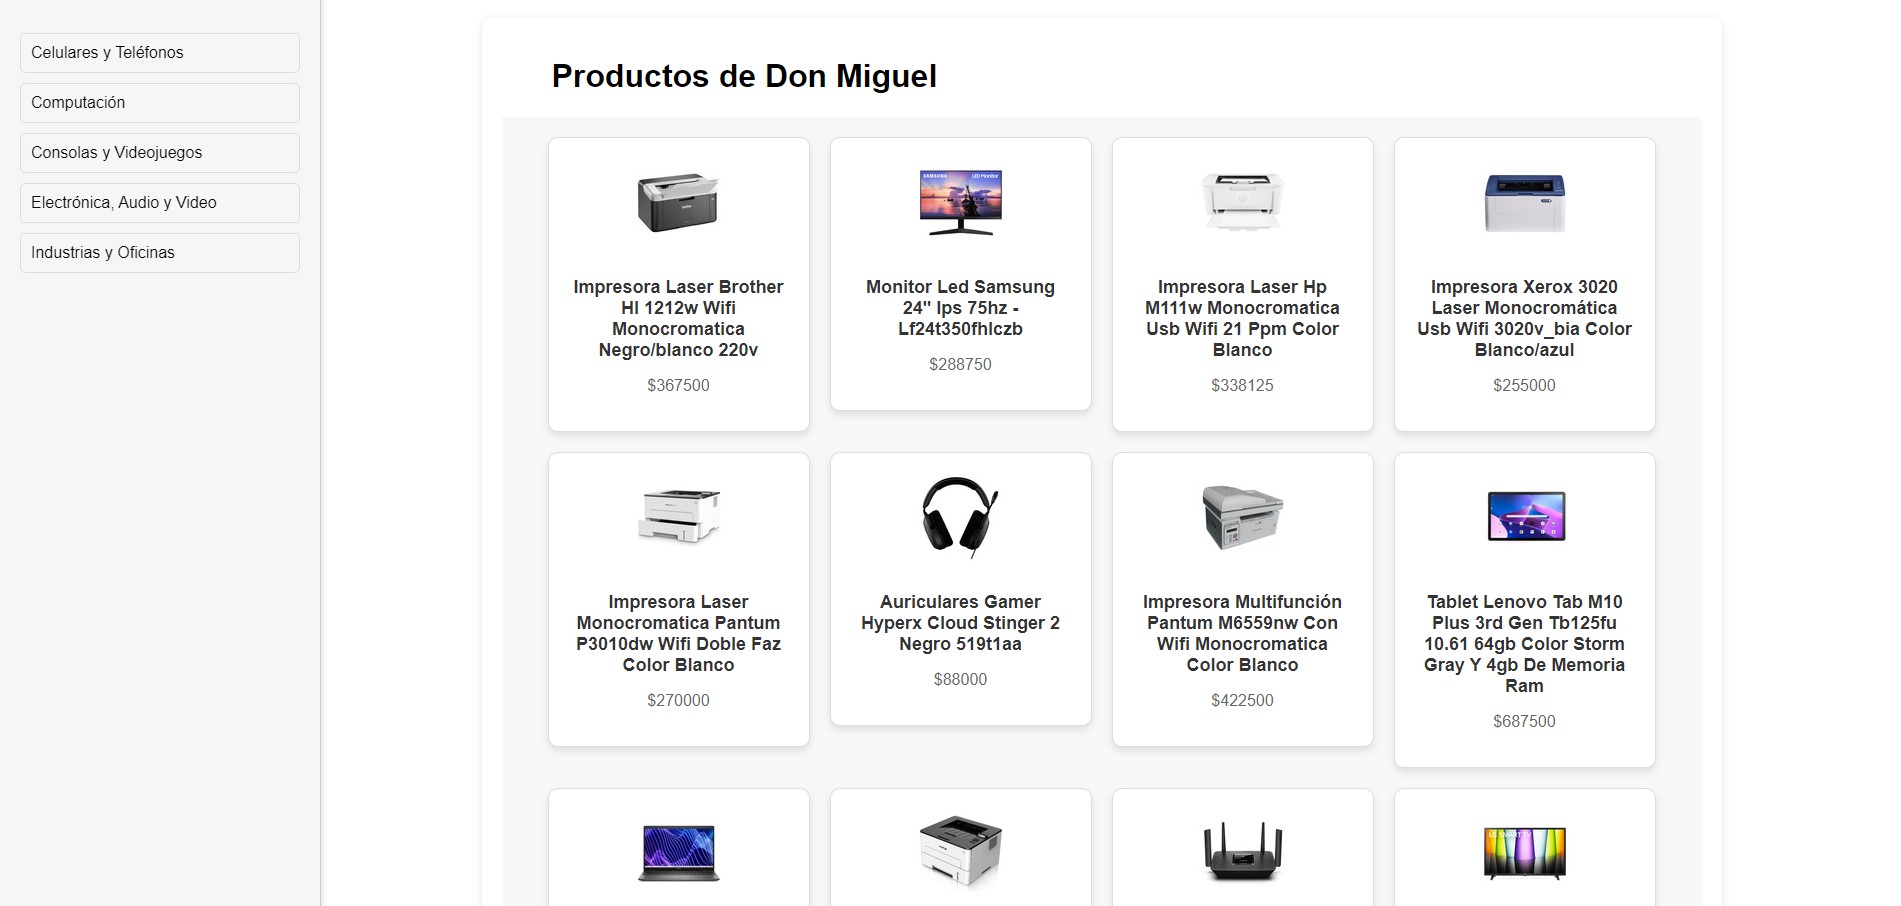 Celulares y Teléfonos
Computación
Consolas y Videojuegos
Electrónica, Audio y Video
Industrias y Oficinas
Productos de Don Miguel
Impresora Laser Brother
Hl 1212w Wifi
Monocromatica
Negro/blanco 220v
$367500
SAMSUNG LED Monitor
Monitor Led Samsung
24" Ips 75hz -
Lf24t350fhlczb
$288750
Impresora Laser Hp
M111w Monocromatica
Usb Wifi 21 Ppm Color
Blanco
$338125
Impresora Xerox 3020
Laser Monocromática
Usb Wifi 3020v_bia Color
Blanco/azul
$255000
Impresora Laser
Monocromatica Pantum
P3010dw Wifi Doble Faz
Color Blanco
$270000
Auriculares Gamer
Hyperx Cloud Stinger 2
Negro 519t1aa
$88000
Impresora Multifunción
Pantum M6559nw Con
Wifi Monocromatica
Color Blanco
$422500
Tablet Lenovo Tab M10
Plus 3rd Gen Tb125fu
10.61 64gb Color Storm
Gray Y 4gb De Memoria
Ram
$687500